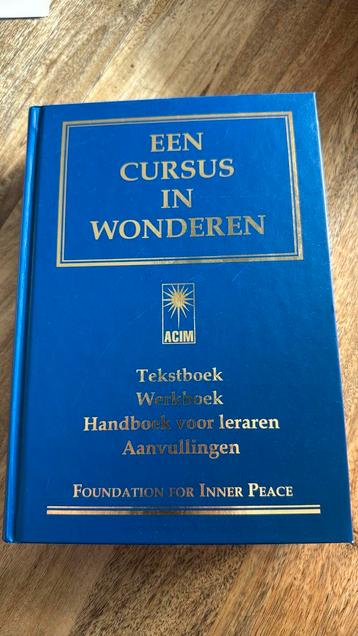 EEN
CURSUS
IN
WONDEREN
ACIM
Tekstboek
Werkboek
Handboek voor leraren
Aanvullingen
FOUNDATION FOR INNER PEACE